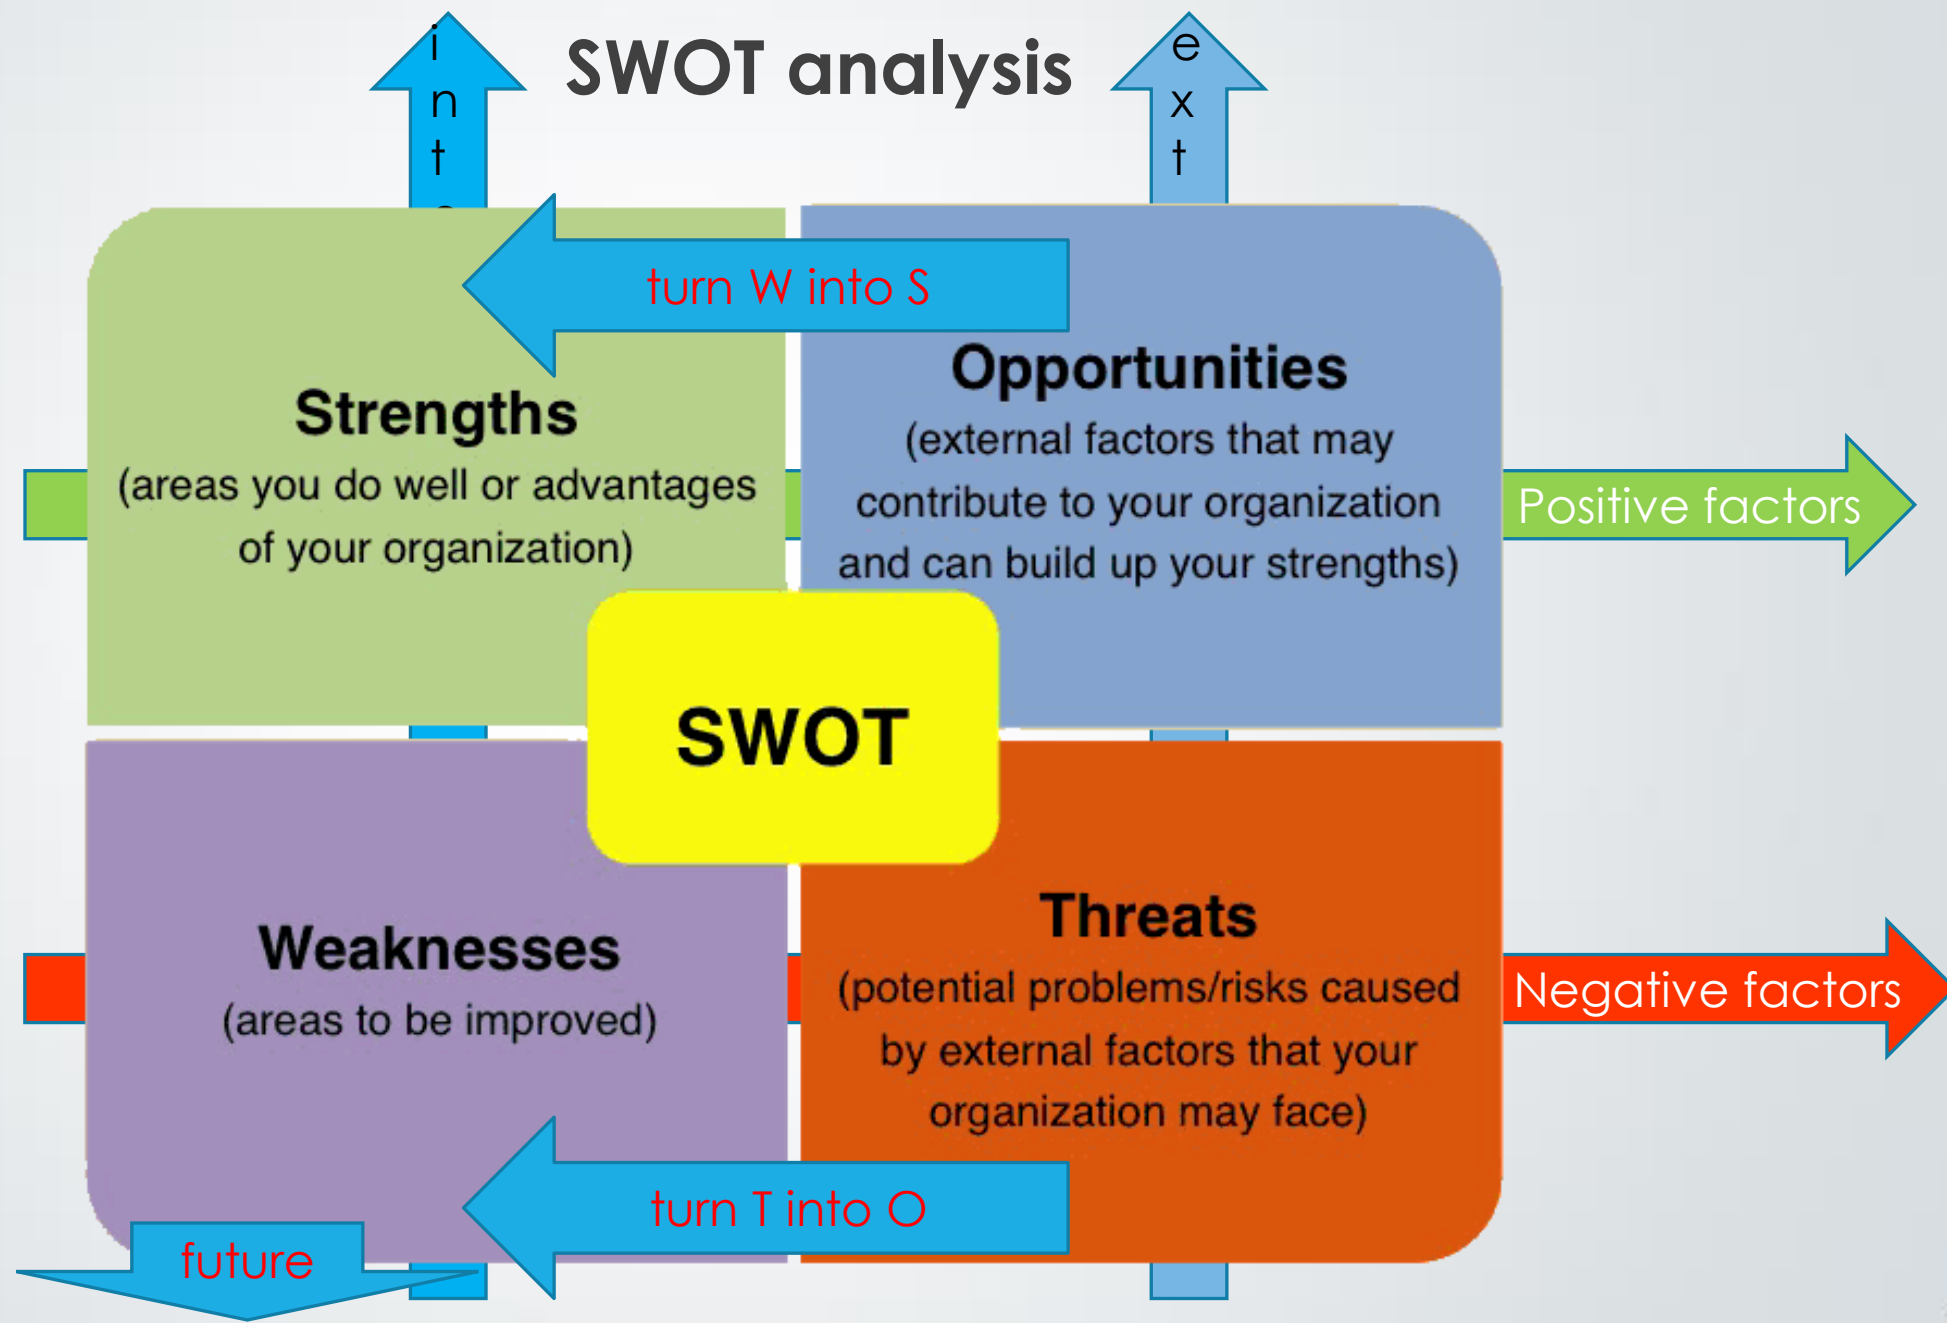 SWOT analysis
i
n
t
e
x
t
turn W into S
Strengths
(areas you do well or advantages
of your organization)
Opportunities
(external factors that may
contribute to your organization
and can build up your strengths)
Positive factors
SWOT
Weaknesses
(areas to be improved)
Threats
(potential problems/risks caused
by external factors that your
organization may face)
Negative factors
turn T into O
future